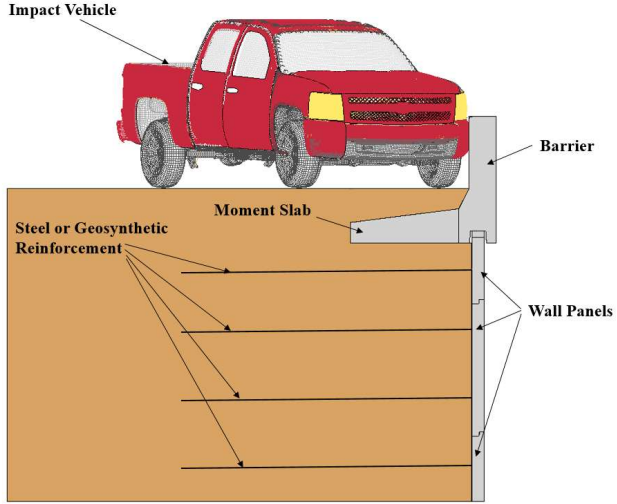 Impact Vehicle
Barrier
Moment Slab
Steel or Geosynthetic
Reinforcement
Wall Panels